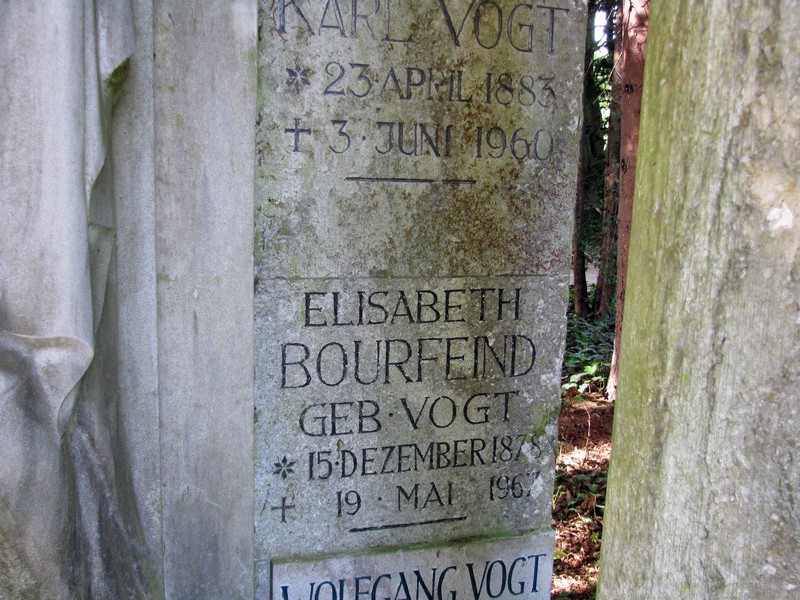 KARL VOGT
* 23·APRIL 1883
† 3·JUNI 1960
ELISABETH
BOURFEIND
GEB·VOGT
* 15·DEZEMBER 1878
† 19·MAI 1967
WOLFGANG VOGT